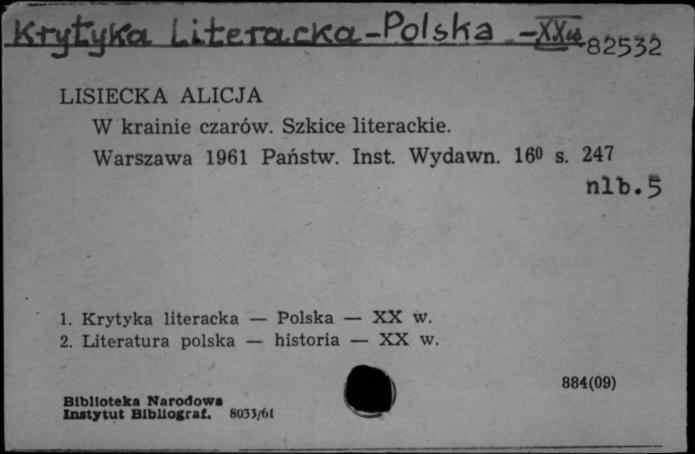 Krytyka Literacka-Polska - XXw 82532
LISIECKA ALICJA
W krainie czarów. Szkice literackie.
Warszawa 1961 Państw. Inst. Wydawn. 16⁰ s. 247
nlb.5
1. Krytyka literacka — Polska — XX w.
2. Literatura polska — historia — XX w.
884(09)
Biblioteka Narodowa
Instytut Bibliograf. 8033/61